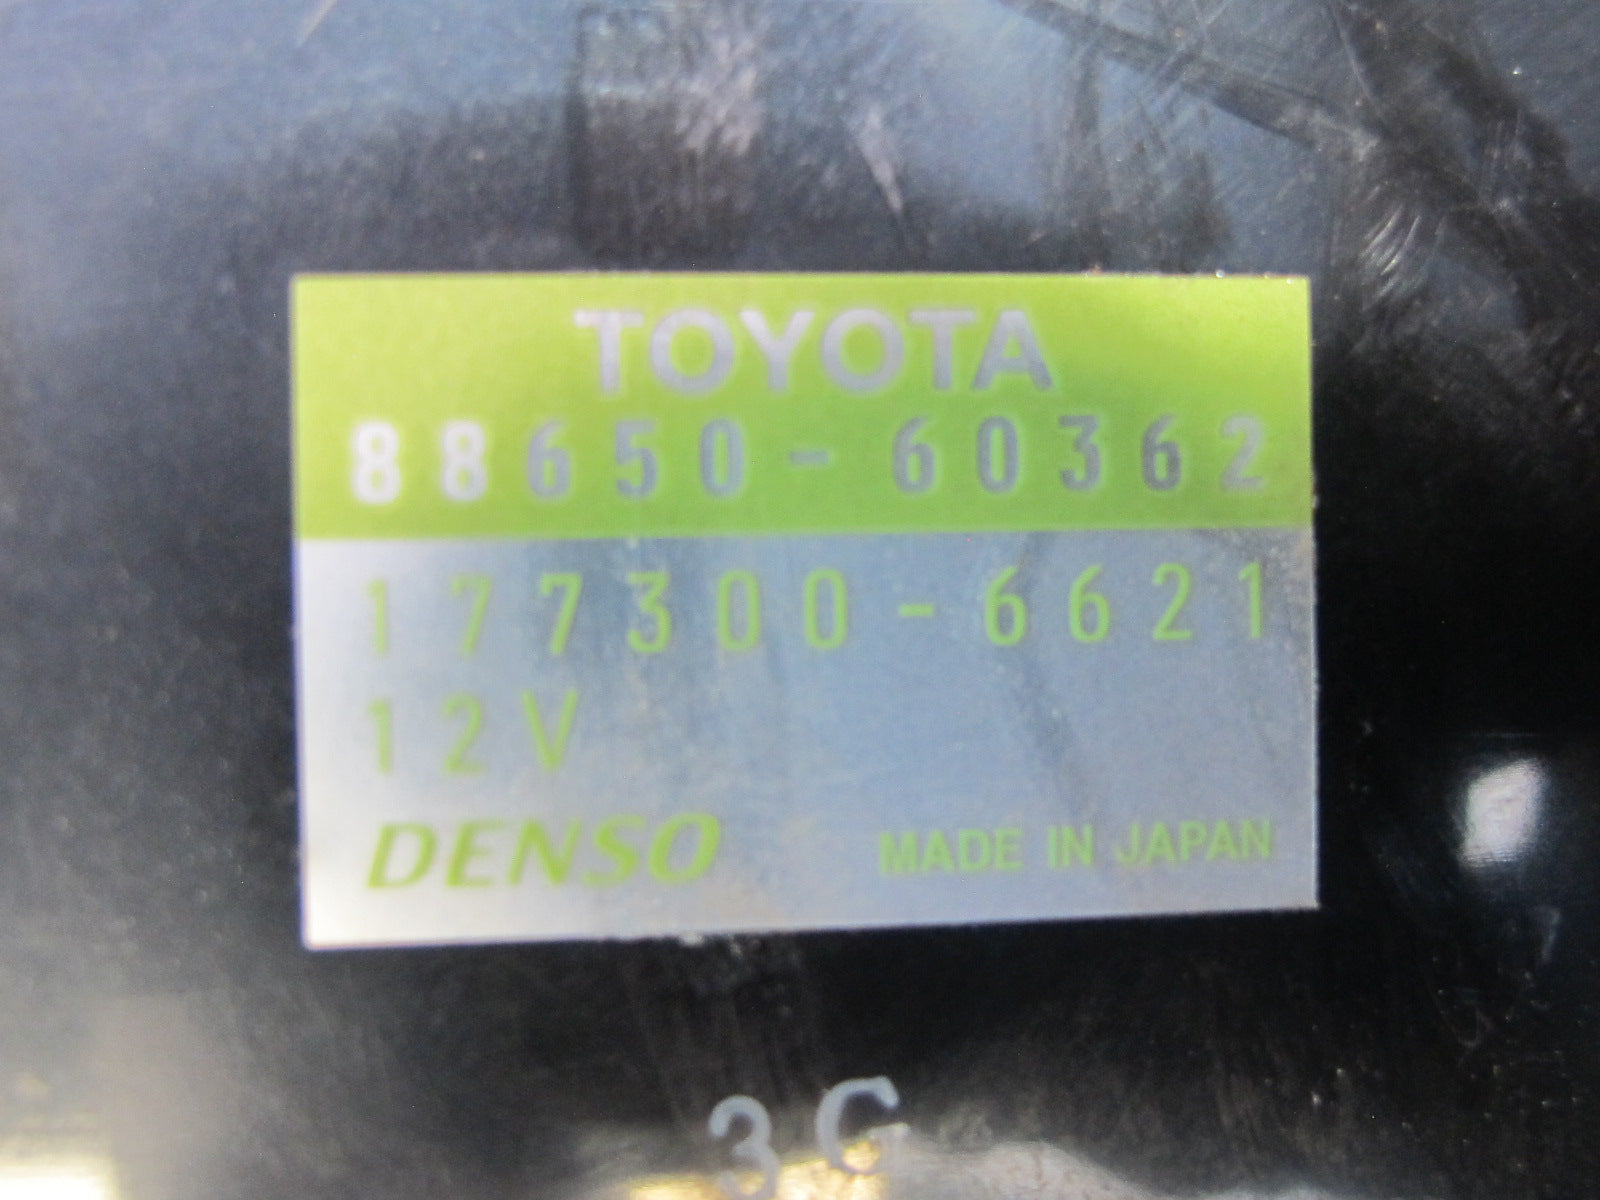 TOYOTA
88650-60362
177300-6621
12V
DENSO MADE IN JAPAN
3G